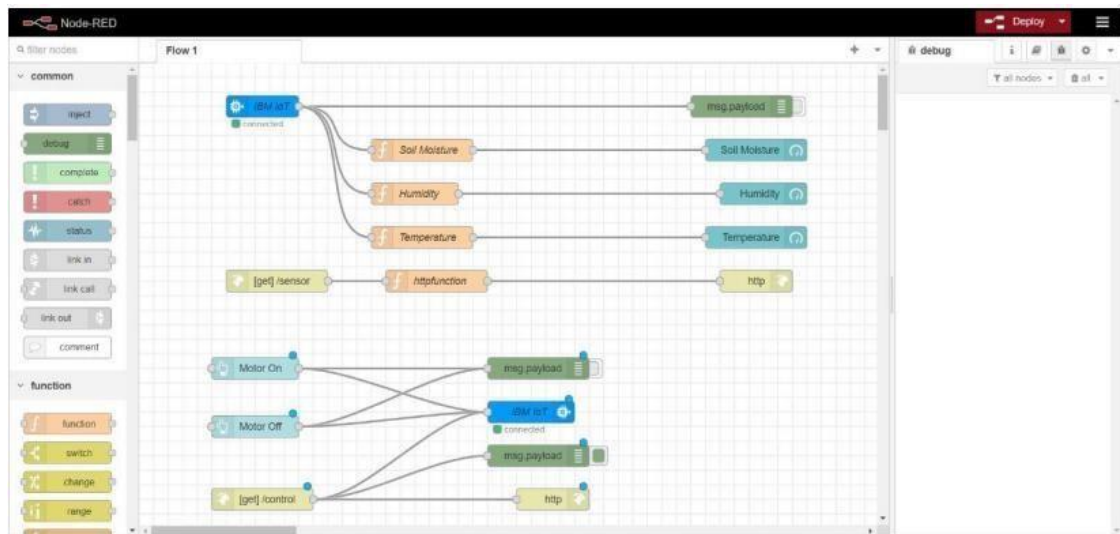 Node-RED
Deploy
filter nodes
Flow 1
debug
i
common
all nodes
all
inject
IBM IoT
msg.payload
debug
connected
complete
f Soil Moisture
Soil Moisture
catch
f Humidity
Humidity
status
f Temperature
Temperature
link in
[get] /sensor
f httpfunction
http
link call
link out
comment
Motor On
msg.payload
function
IBM IoT
f function
Motor Off
connected
switch
msg.payload
change
[get] /control
http
range